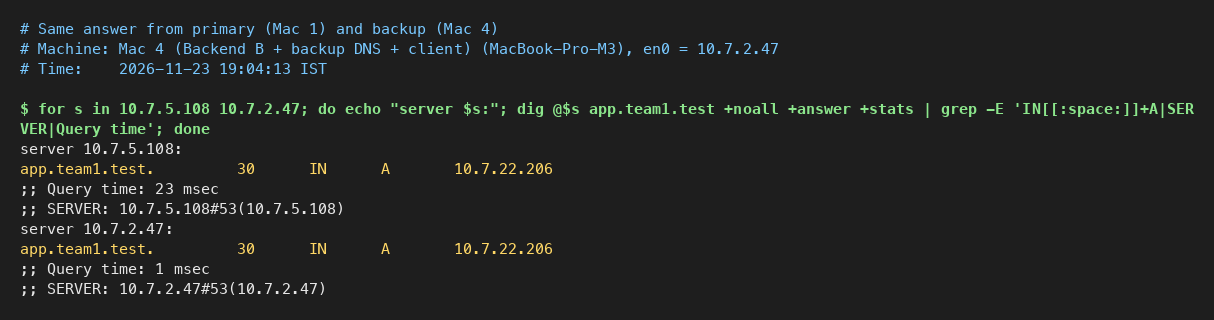 # Same answer from primary (Mac 1) and backup (Mac 4)
# Machine: Mac 4 (Backend B + backup DNS + client) (MacBook-Pro-M3), en0 = 10.7.2.47
# Time:    2026-11-23 19:04:13 IST
$ for s in 10.7.5.108 10.7.2.47; do echo "server $s:"; dig @$s app.team1.test +noall +answer +stats | grep -E 'IN[[:space:]]+A|SER
VER|Query time'; done
server 10.7.5.108:
app.team1.test.         30      IN      A       10.7.22.206
;; Query time: 23 msec
;; SERVER: 10.7.5.108#53(10.7.5.108)
server 10.7.2.47:
app.team1.test.         30      IN      A       10.7.22.206
;; Query time: 1 msec
;; SERVER: 10.7.2.47#53(10.7.2.47)